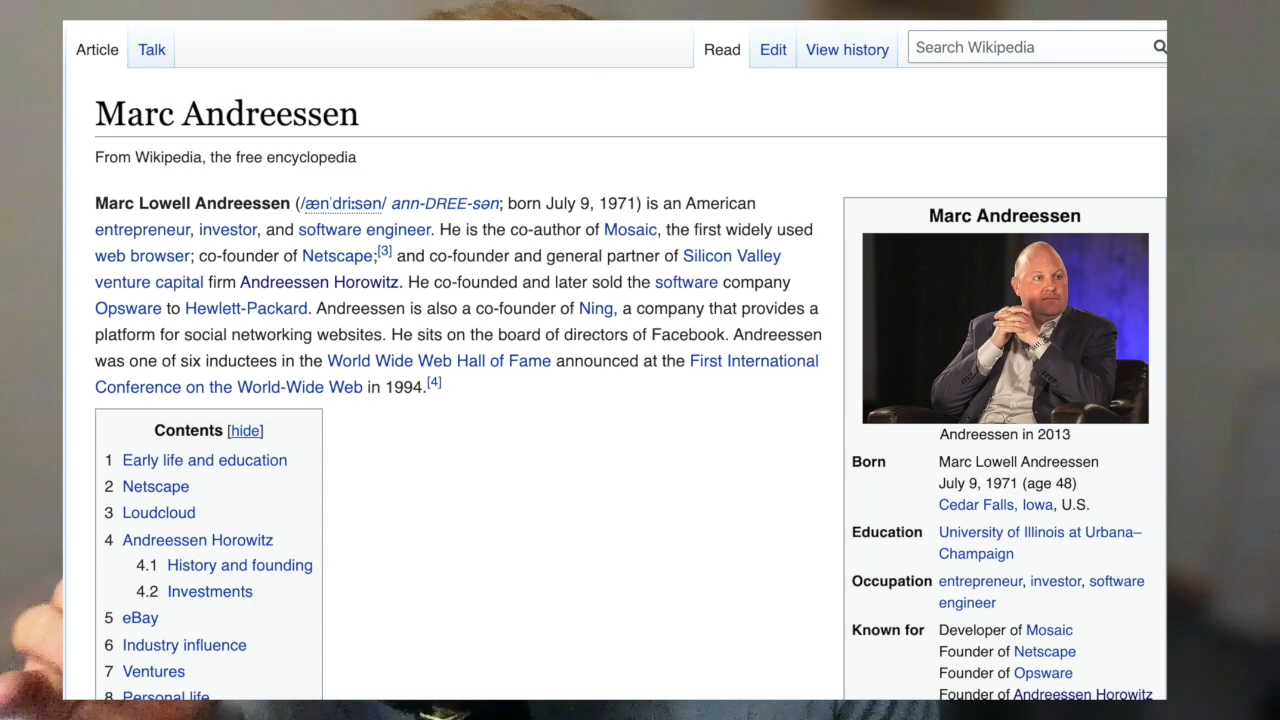 Article Talk Read Edit View history Search Wikipedia
Marc Andreessen
From Wikipedia, the free encyclopedia
Marc Lowell Andreessen (/ænˈdriːsən/ ann-DREE-sən; born July 9, 1971) is an American
entrepreneur, investor, and software engineer. He is the co-author of Mosaic, the first widely used
web browser; co-founder of Netscape;[3] and co-founder and general partner of Silicon Valley
venture capital firm Andreessen Horowitz. He co-founded and later sold the software company
Opsware to Hewlett-Packard. Andreessen is also a co-founder of Ning, a company that provides a
platform for social networking websites. He sits on the board of directors of Facebook. Andreessen
was one of six inductees in the World Wide Web Hall of Fame announced at the First International
Conference on the World-Wide Web in 1994.[4]
Contents [hide]
1 Early life and education
2 Netscape
3 Loudcloud
4 Andreessen Horowitz
4.1 History and founding
4.2 Investments
5 eBay
6 Industry influence
7 Ventures
8 Personal life
Marc Andreessen
Andreessen in 2013
Born Marc Lowell Andreessen
July 9, 1971 (age 48)
Cedar Falls, Iowa, U.S.
Education University of Illinois at Urbana–
Champaign
Occupation entrepreneur, investor, software
engineer
Known for Developer of Mosaic
Founder of Netscape
Founder of Opsware
Founder of Andreessen Horowitz